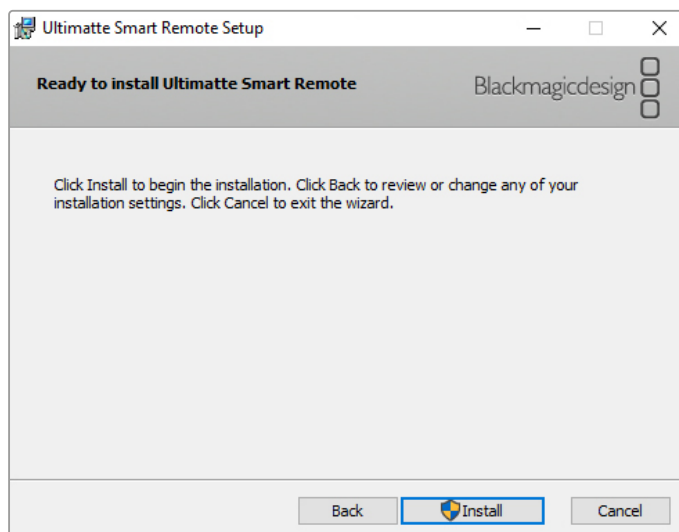 Ultimatte Smart Remote Setup
Ready to install Ultimatte Smart Remote
Blackmagicdesign
Click Install to begin the installation. Click Back to review or change any of your
installation settings. Click Cancel to exit the wizard.
Back
Install
Cancel